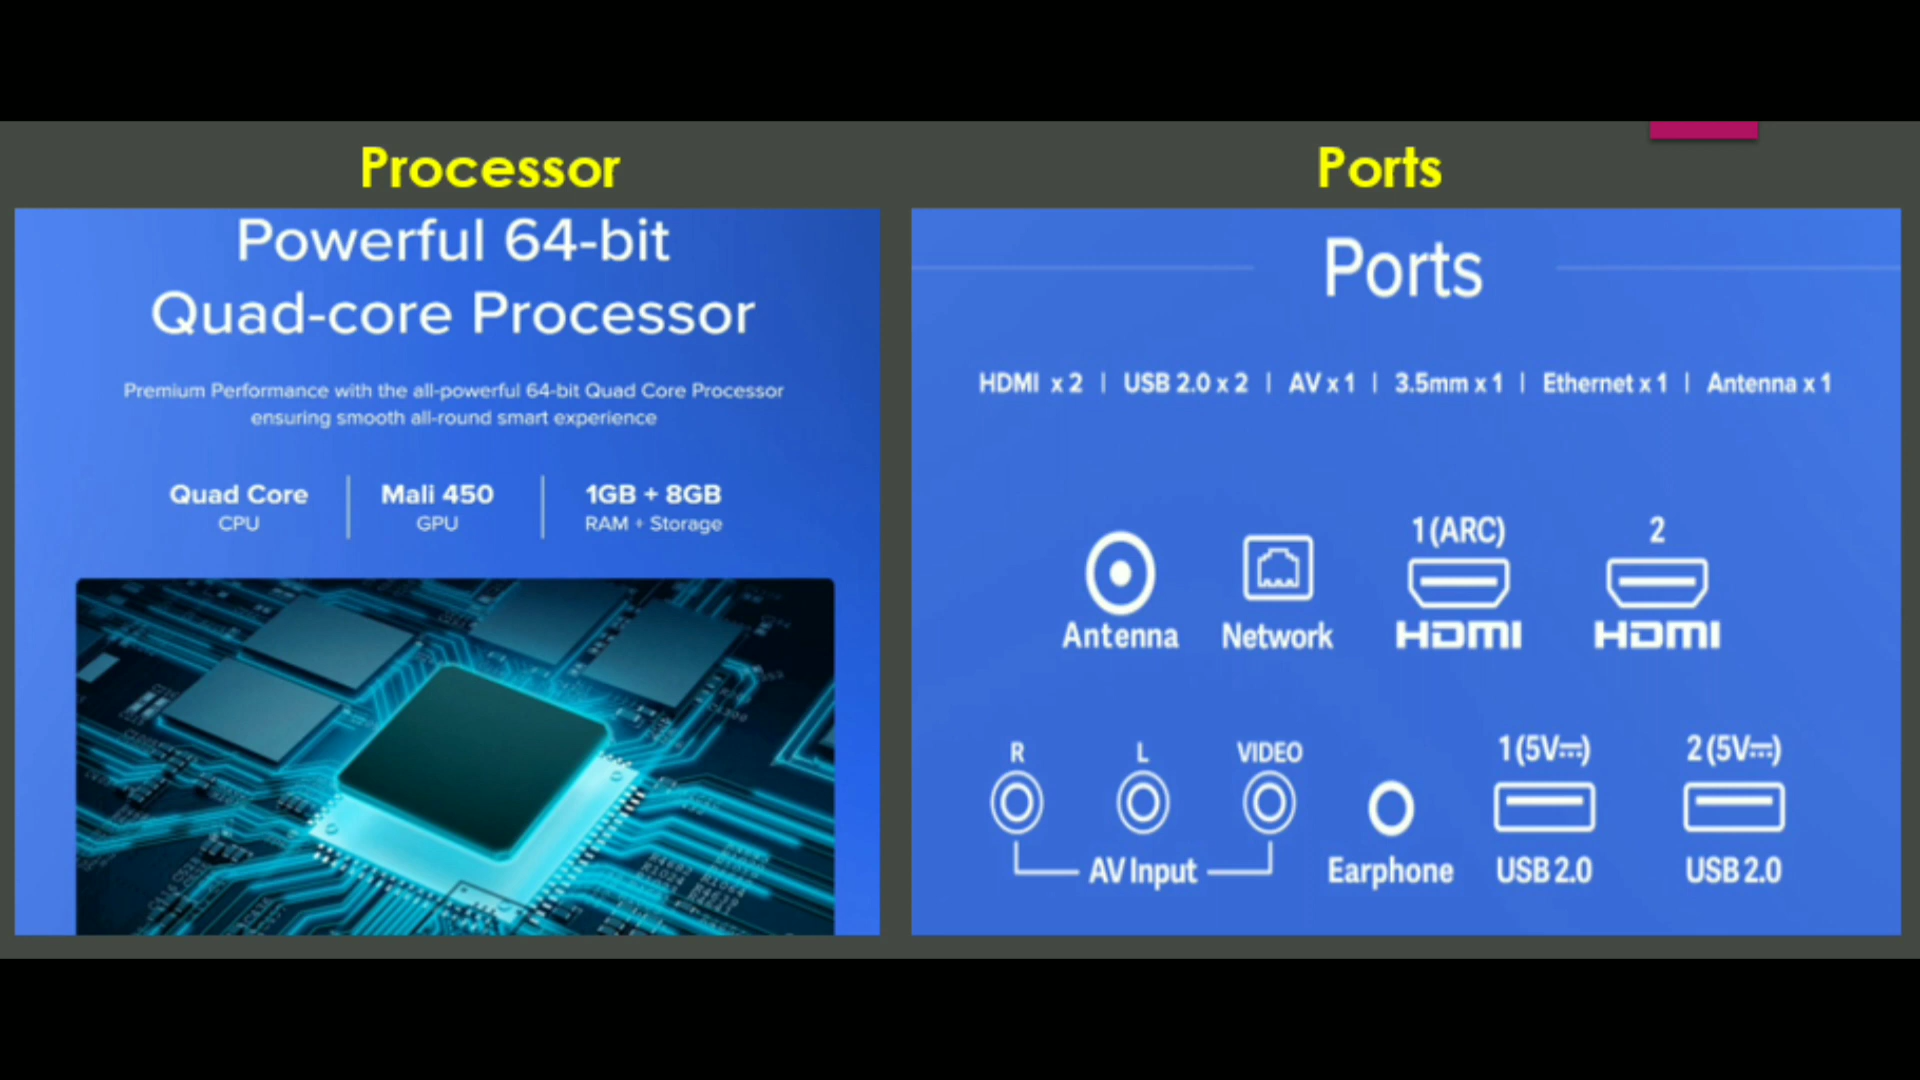 Processor
Powerful 64-bit
Quad-core Processor
Premium Performance with the all-powerful 64-bit Quad Core Processor
ensuring smooth all-round smart experience
Quad Core
CPU
Mali 450
GPU
1GB + 8GB
RAM + Storage
Ports
Ports
HDMI x 2 | USB 2.0 x 2 | AV x 1 | 3.5mm x 1 | Ethernet x 1 | Antenna x 1
Antenna
Network
1 (ARC)
HDMI
2
HDMI
R
L
VIDEO
AV Input
Earphone
1 (5V⎓)
USB 2.0
2 (5V⎓)
USB 2.0